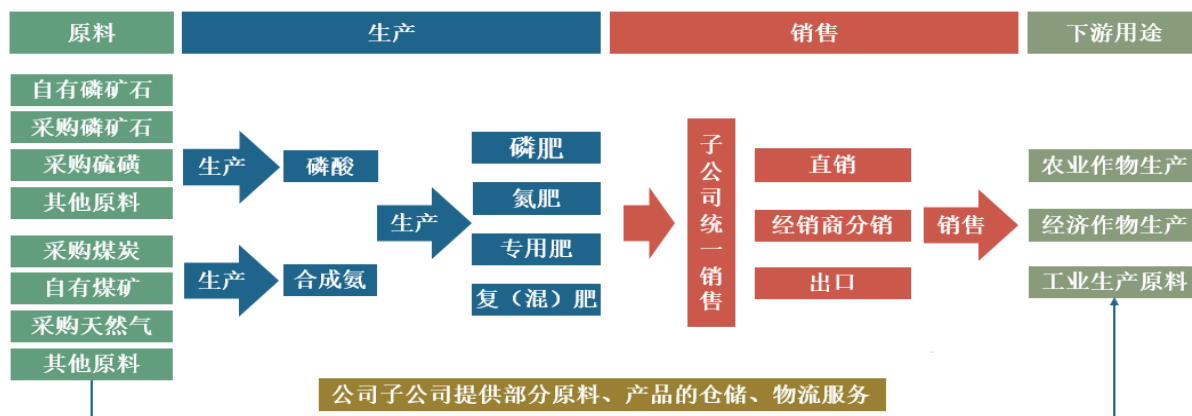 原料
生产
销售
下游用途
自有磷矿石
采购磷矿石
采购硫磺
其他原料
采购煤炭
自有煤矿
采购天然气
其他原料
生产
磷酸
生产
合成氨
生产
磷肥
氮肥
专用肥
复（混）肥
子公司统一销售
直销
经销商分销
出口
销售
农业作物生产
经济作物生产
工业生产原料
公司子公司提供部分原料、产品的仓储、物流服务